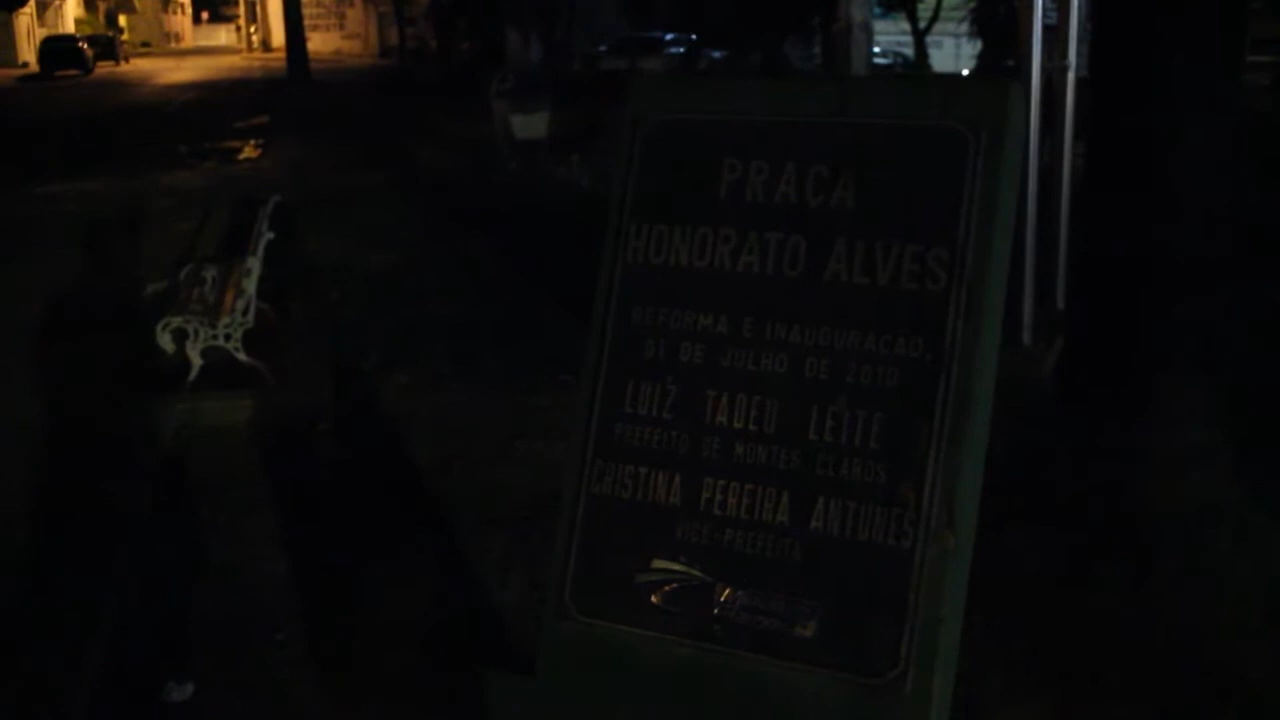 PRAÇA
HONORATO ALVES
REFORMA E INAUGURAÇÃO,
01 DE JULHO DE 2010
LUIZ TADEU LEITE
PREFEITO DE MONTES CLAROS
CRISTINA PEREIRA ANTUNES
VICE-PREFEITA